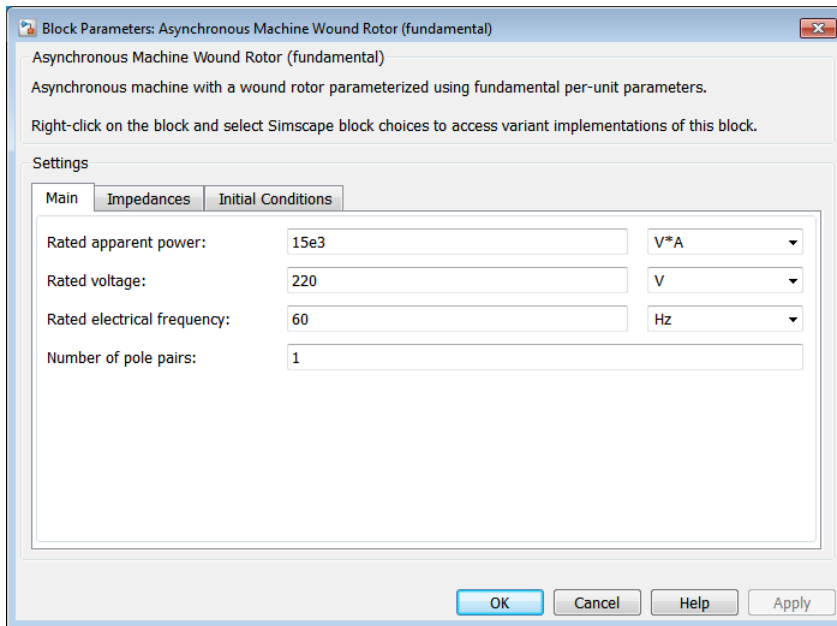 Block Parameters: Asynchronous Machine Wound Rotor (fundamental)
Asynchronous Machine Wound Rotor (fundamental)
Asynchronous machine with a wound rotor parameterized using fundamental per-unit parameters.
Right-click on the block and select Simscape block choices to access variant implementations of this block.
Settings
Main Impedances Initial Conditions
Rated apparent power: 15e3 V*A
Rated voltage: 220 V
Rated electrical frequency: 60 Hz
Number of pole pairs: 1
OK Cancel Help Apply